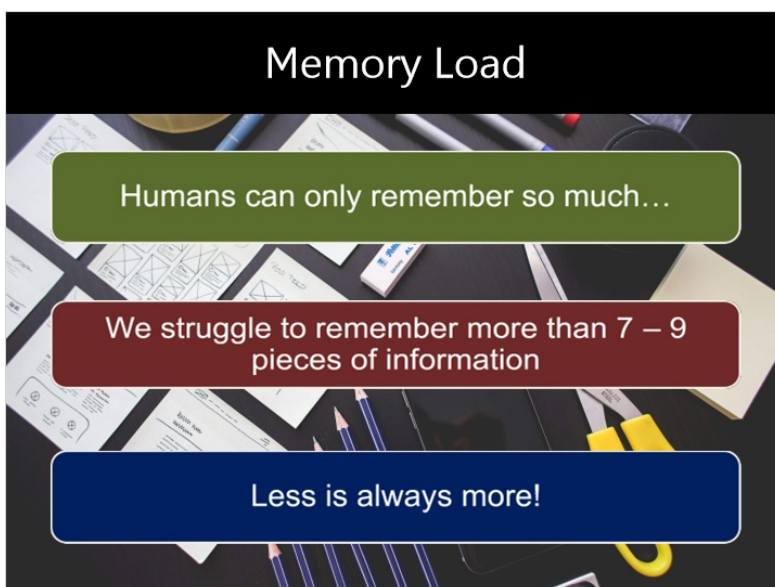 Memory Load
Humans can only remember so much…
We struggle to remember more than 7 – 9
pieces of information
Less is always more!